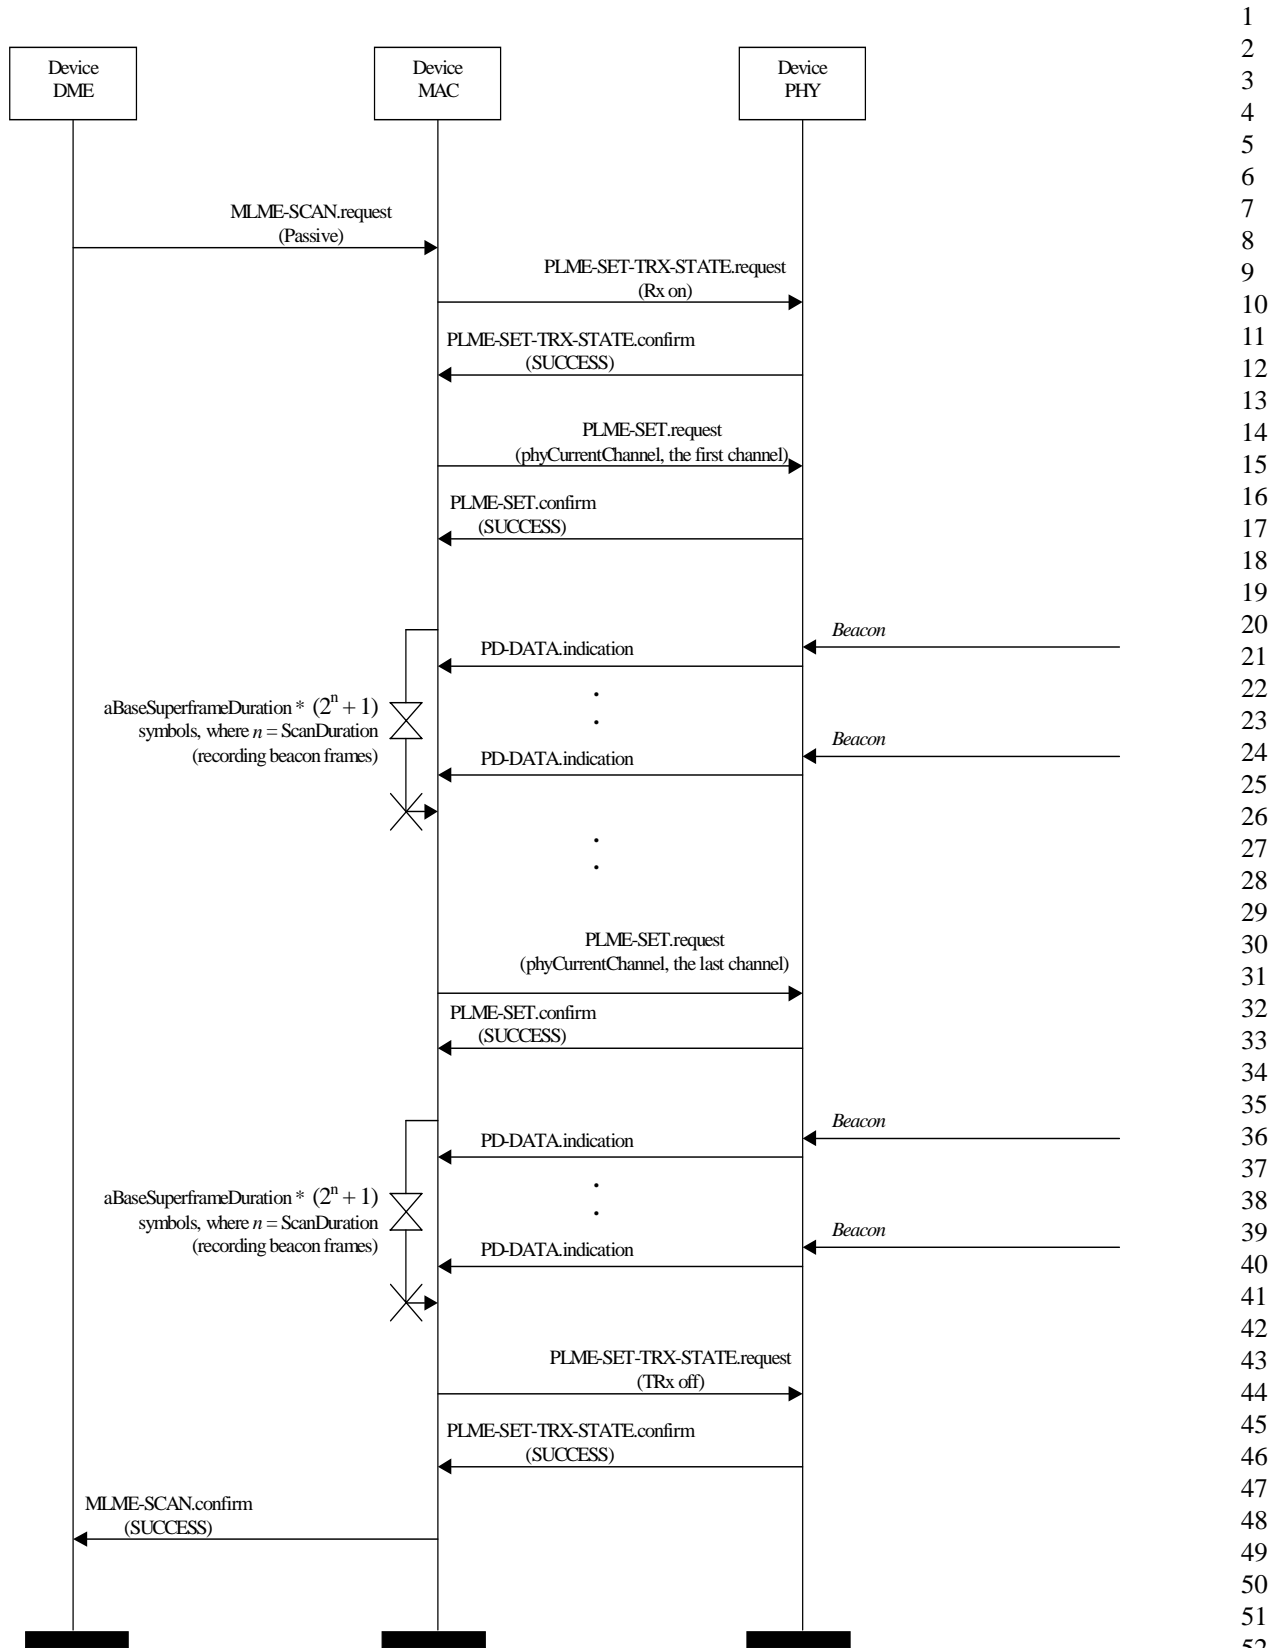 1
2
Device
Device
Device
DME
MAC
PHY
3
4
5
6
MLME-SCAN.request
7
(Passive)
8
PLME-SET-TRX-STATE.request
9
(Rx on)
10
PLME-SET-TRX-STATE.confirm
11
(SUCCESS)
12
13
PLME-SET.request
14
(phyCurrentChannel, the first channel)
15
PLME-SET.confirm
16
(SUCCESS)
17
18
19
Beacon
20
PD-DATA.indication
21
22
aBaseSuperframeDuration * (2^n + 1)
symbols, where n = ScanDuration
23
Beacon
(recording beacon frames)
PD-DATA.indication
24
25
26
27
28
29
PLME-SET.request
30
(phyCurrentChannel, the last channel)
31
PLME-SET.confirm
32
(SUCCESS)
33
34
35
Beacon
PD-DATA.indication
36
37
aBaseSuperframeDuration * (2^n + 1)
38
symbols, where n = ScanDuration
Beacon
39
(recording beacon frames)
PD-DATA.indication
40
41
42
PLME-SET-TRX-STATE.request
43
(TRx off)
44
PLME-SET-TRX-STATE.confirm
45
(SUCCESS)
46
47
MLME-SCAN.confirm
(SUCCESS)
48
49
50
51
52